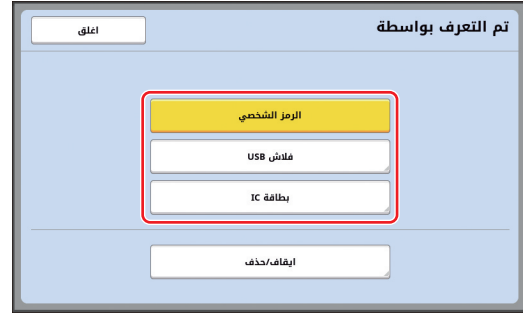 تم التعرف بواسطة
اغلق
الرمز الشخصي
فلاش USB
بطاقة IC
ايقاف/حذف